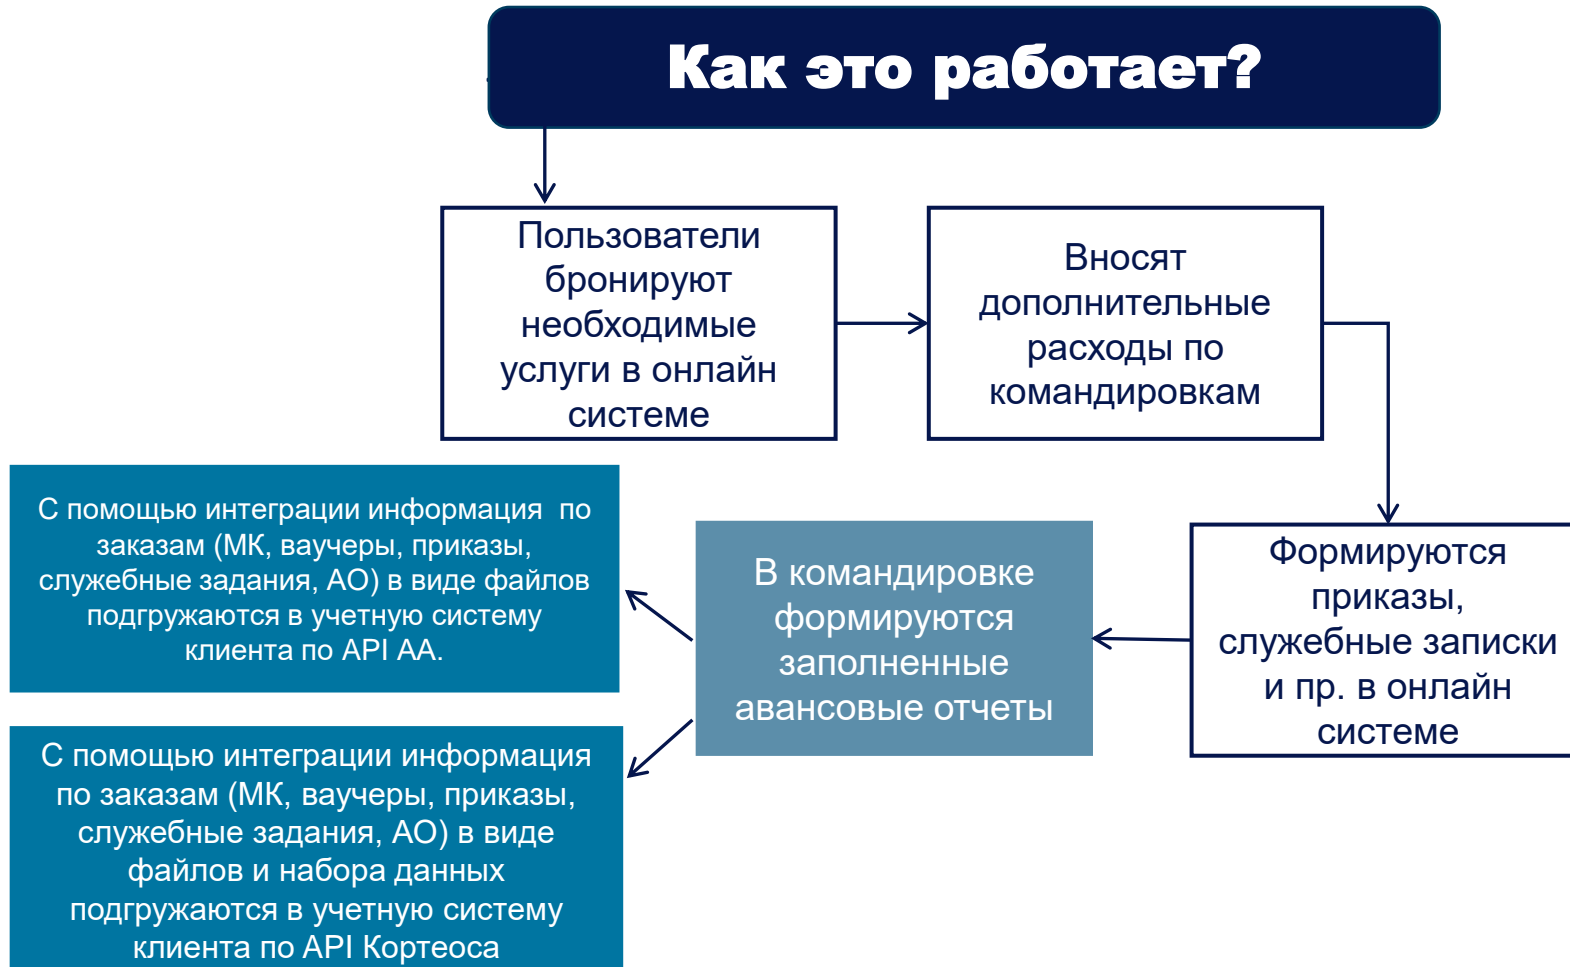 Как это работает?
Пользователи
бронируют
необходимые
услуги в онлайн
системе
Вносят
дополнительные
расходы по
командировкам
Формируются
приказы,
служебные записки
и пр. в онлайн
системе
В командировке
формируются
заполненные
авансовые отчеты
С помощью интеграции информация  по
заказам (МК, ваучеры, приказы,
служебные задания, АО) в виде файлов
подгружаются в учетную систему
клиента по API АА.
С помощью интеграции информация
по заказам (МК, ваучеры, приказы,
служебные задания, АО) в виде
файлов и набора данных
подгружаются в учетную систему
клиента по API Кортеоса